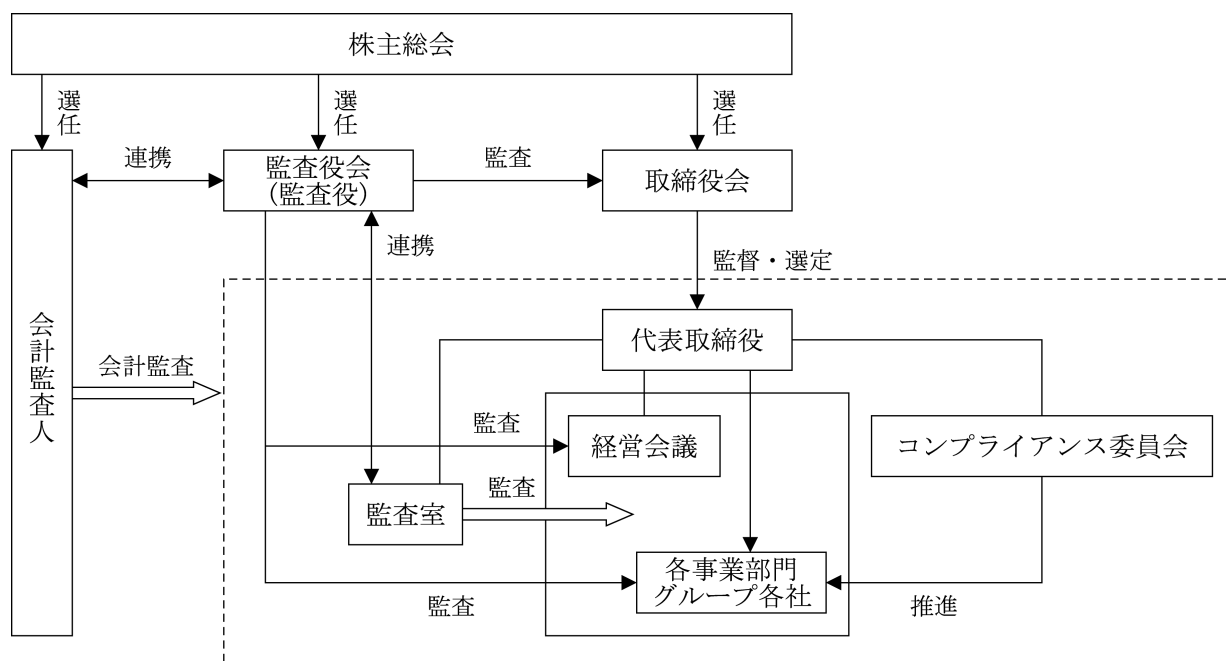 株主総会
選任
選任
選任
連携
監査役会
(監査役)
監査
取締役会
連携
監督・選定
会計監査人
会計監査
代表取締役
監査
経営会議
コンプライアンス委員会
監査室
監査
各事業部門
グループ各社
監査
推進